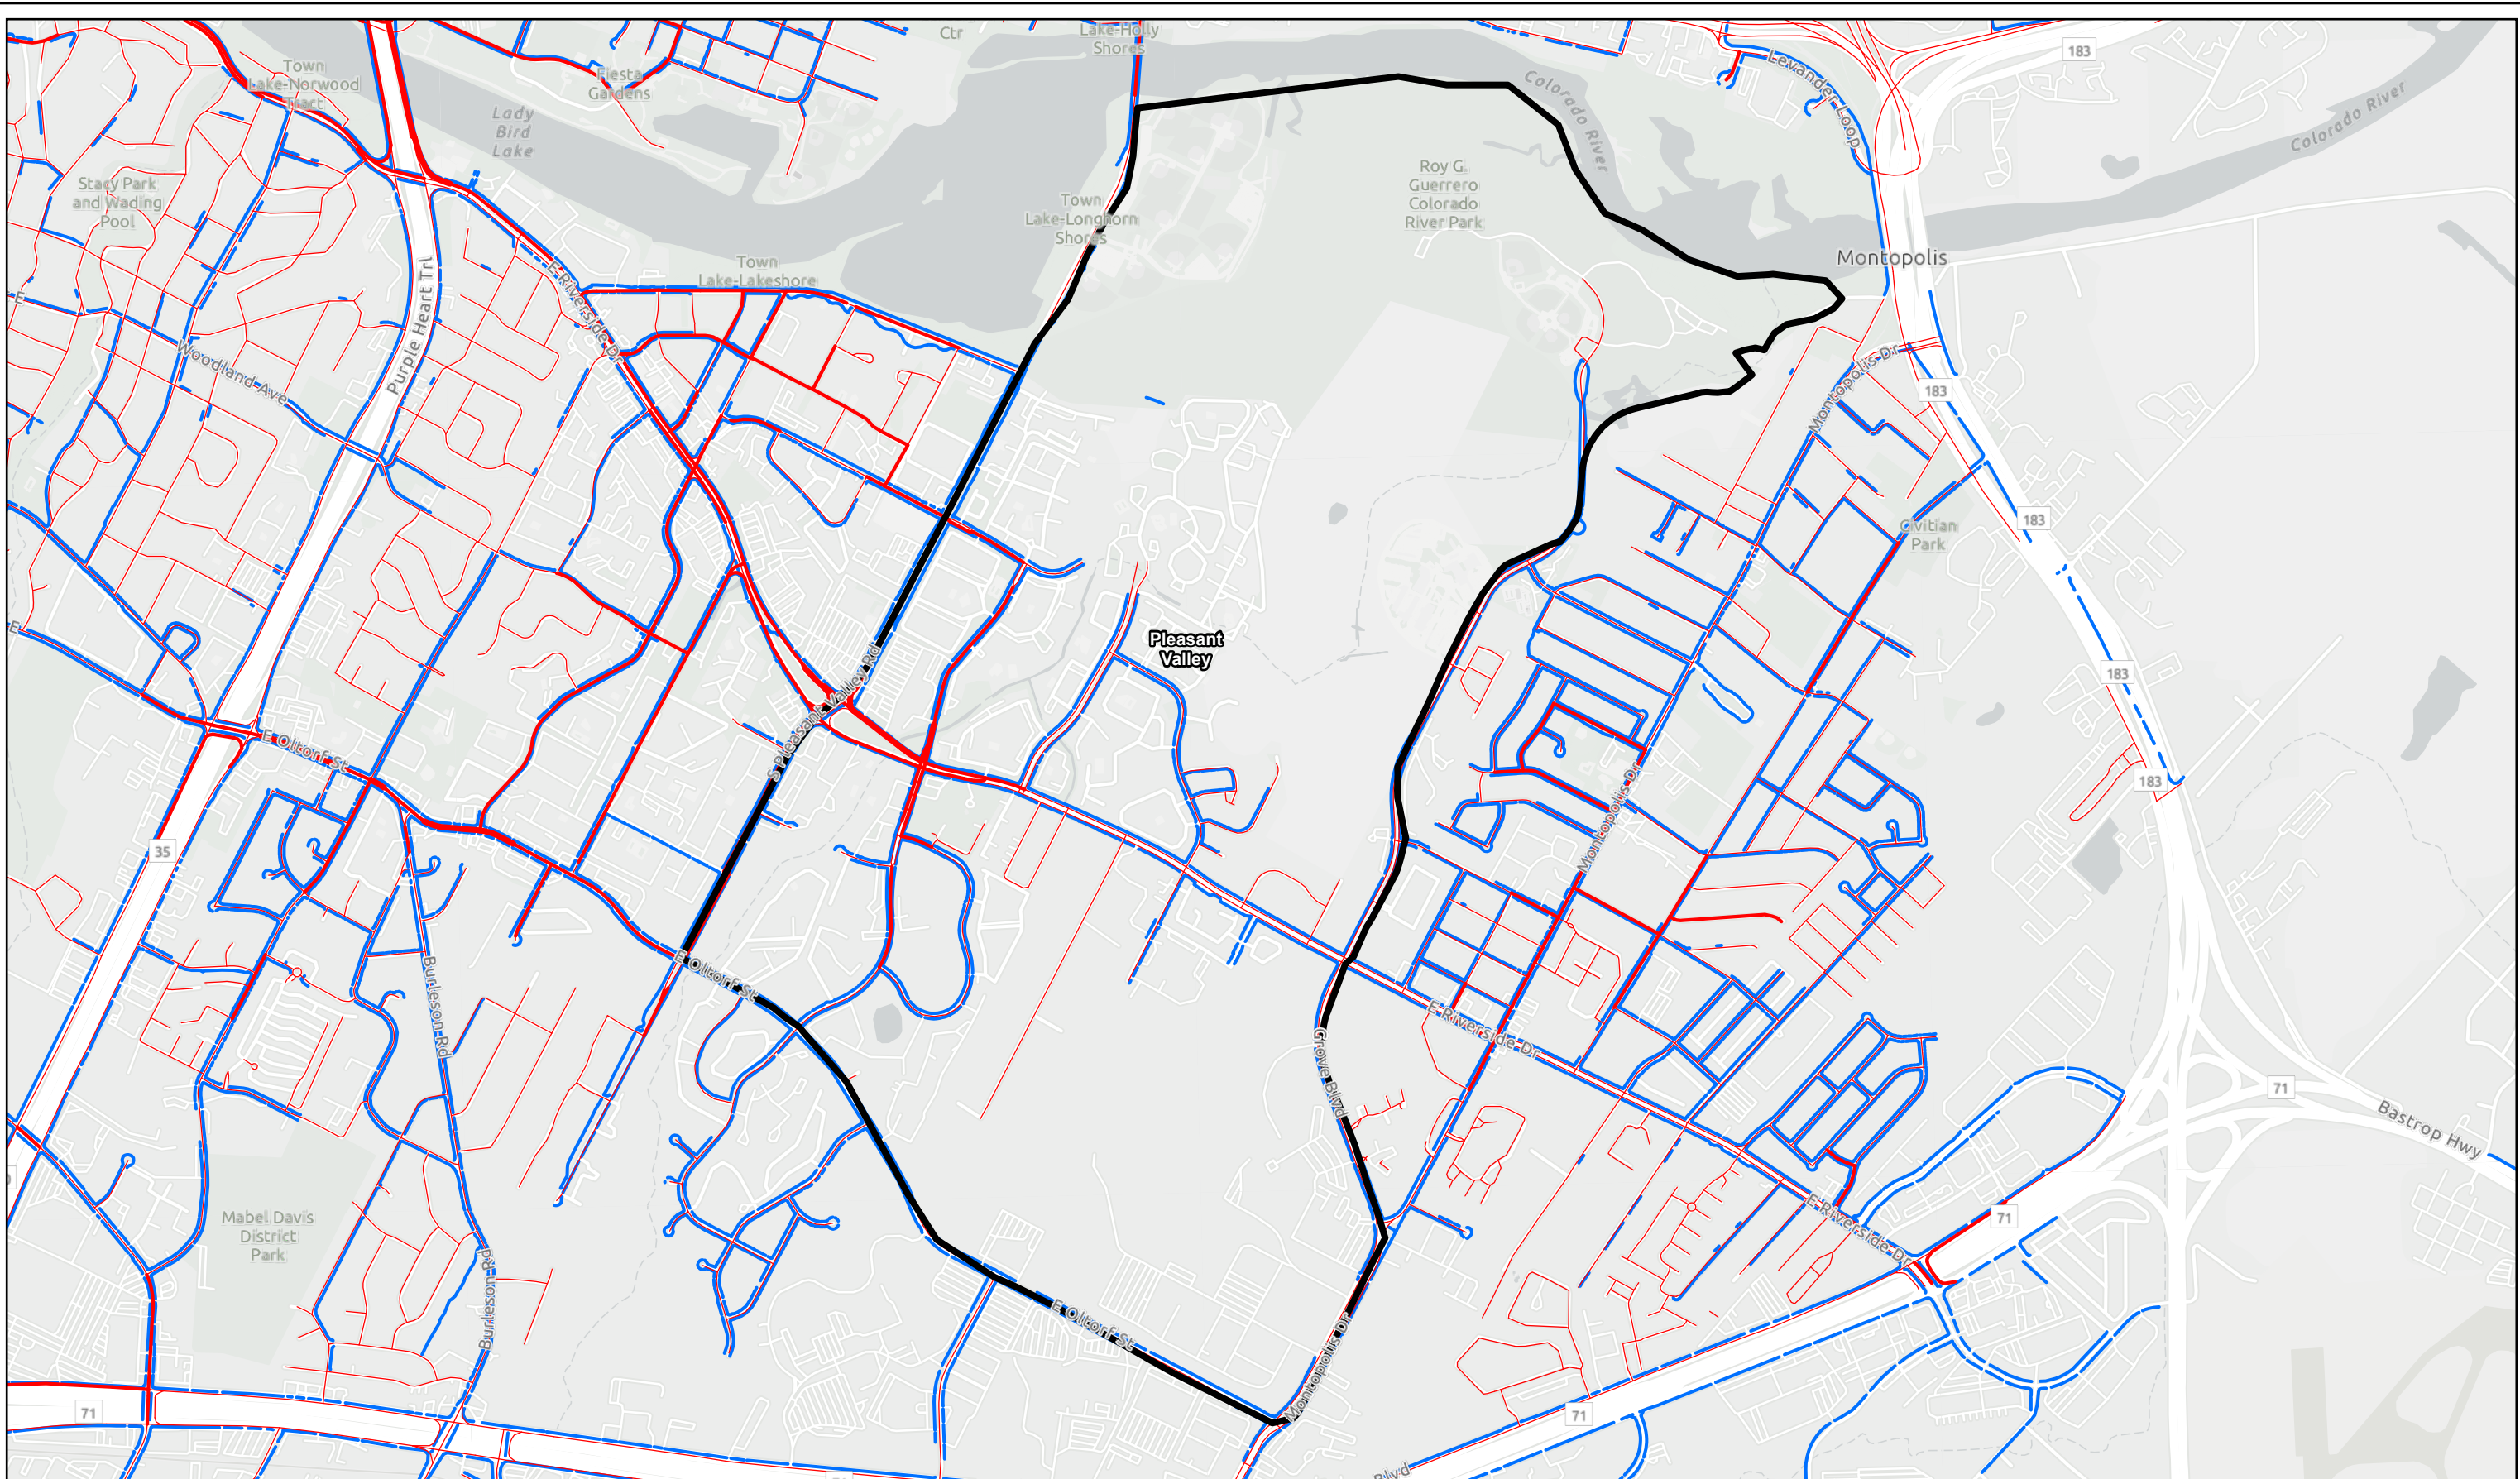 Ctr
Lake-Holly
Shores
183
Town
Lake-Norwood
Tract
Fiesta
Gardens
Levander Loop
Colorado River
Colorado River
Lady
Bird
Lake
Stacy Park
and Wading
Pool
Roy G.
Guerrero
Colorado
River Park
Town
Lake-Longhorn
Shores
Montopolis
Town
Lake-Lakeshore
E
E Riverside Dr
Purple Heart Trl
Woodland Ave
Montopolis Dr
183
183
Civitian
Park
E
Pleasant
Valley
183
S Pleasant Valley Rd
E Oltorf St
183
Montopolis Dr
35
E Oltorf St
Burleson Rd
E Riverside Dr
Grove Blvd
71
Bastrop Hwy
Mabel Davis
District
Park
E Riverside Dr
71
Burleson Rd
E Oltorf St
Montopolis Dr
71
71
Blvd